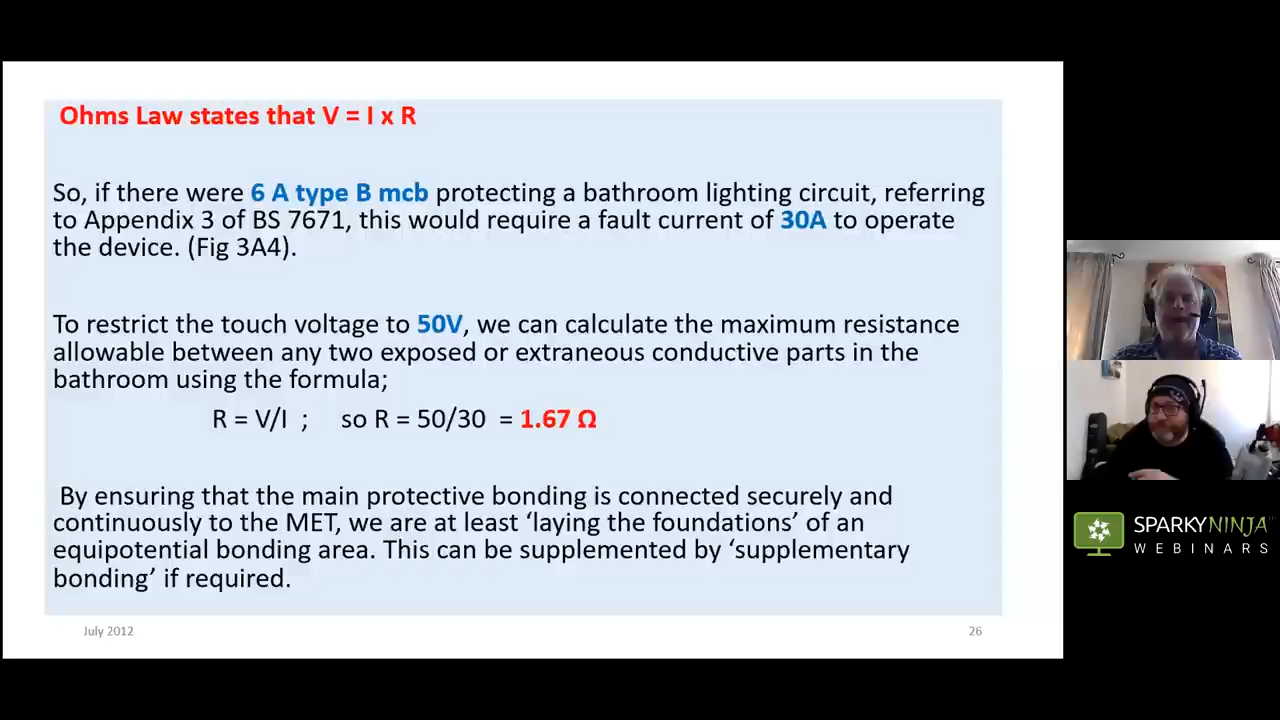 Ohms Law states that V = I x R
So, if there were 6 A type B mcb protecting a bathroom lighting circuit, referring
to Appendix 3 of BS 7671, this would require a fault current of 30A to operate
the device. (Fig 3A4).
To restrict the touch voltage to 50V, we can calculate the maximum resistance
allowable between any two exposed or extraneous conductive parts in the
bathroom using the formula;
R = V/I ; so R = 50/30 = 1.67 Ω
By ensuring that the main protective bonding is connected securely and
continuously to the MET, we are at least ‘laying the foundations’ of an
equipotential bonding area. This can be supplemented by ‘supplementary
bonding’ if required.
July 2012
26
SPARKYNINJA
WEBINARS